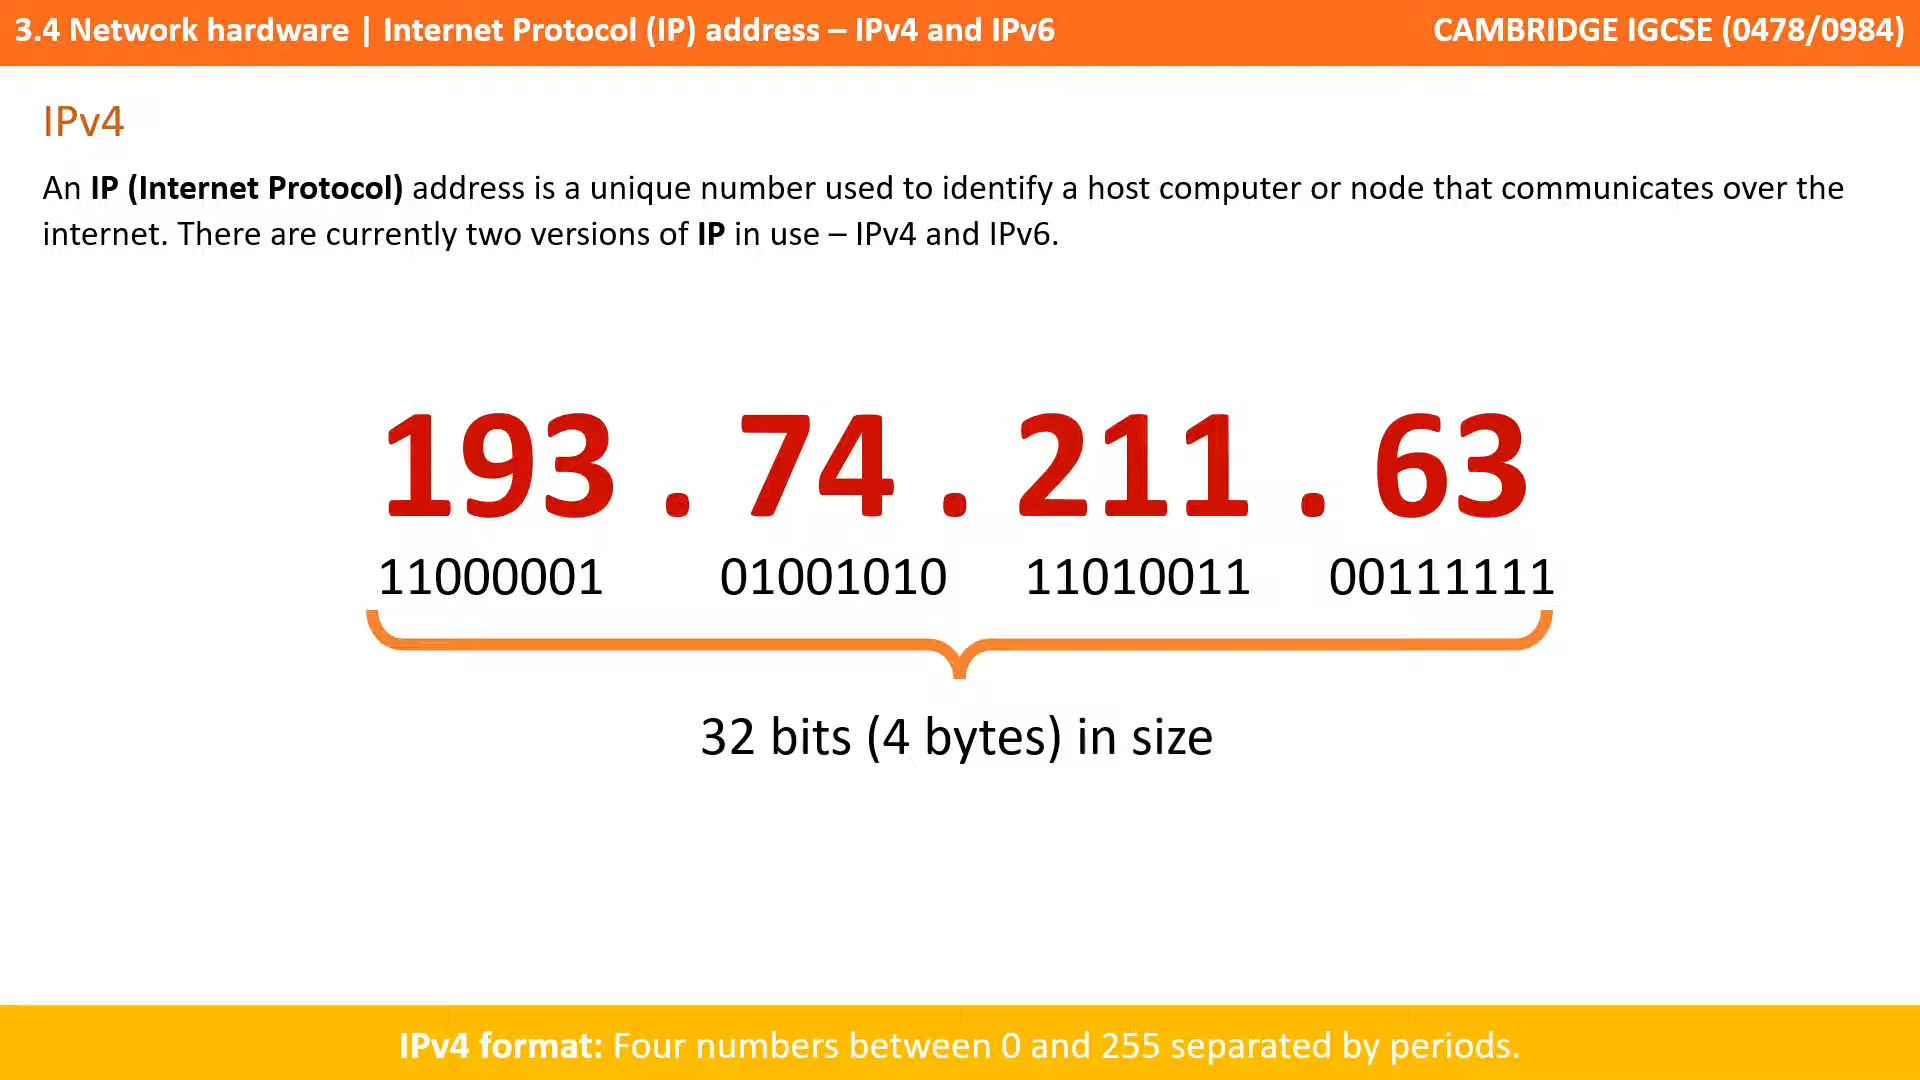 3.4 Network hardware | Internet Protocol (IP) address – IPv4 and IPv6
CAMBRIDGE IGCSE (0478/0984)
IPv4
An IP (Internet Protocol) address is a unique number used to identify a host computer or node that communicates over the
internet. There are currently two versions of IP in use – IPv4 and IPv6.
193 . 74 . 211 . 63
11000001 01001010 11010011 00111111
32 bits (4 bytes) in size
IPv4 format: Four numbers between 0 and 255 separated by periods.